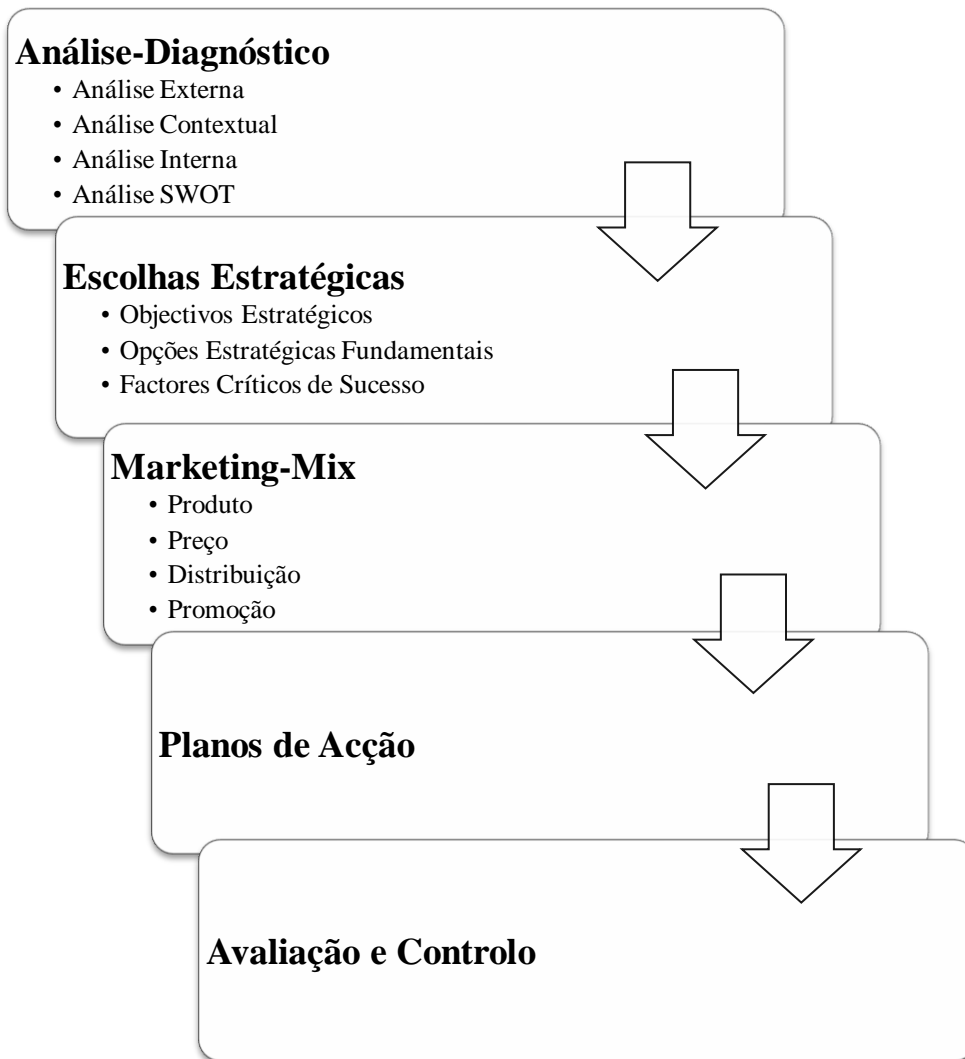 Análise-Diagnóstico
• Análise Externa
• Análise Contextual
• Análise Interna
• Análise SWOT
Escolhas Estratégicas
• Objectivos Estratégicos
• Opções Estratégicas Fundamentais
• Factores Críticos de Sucesso
Marketing-Mix
• Produto
• Preço
• Distribuição
• Promoção
Planos de Acção
Avaliação e Controlo